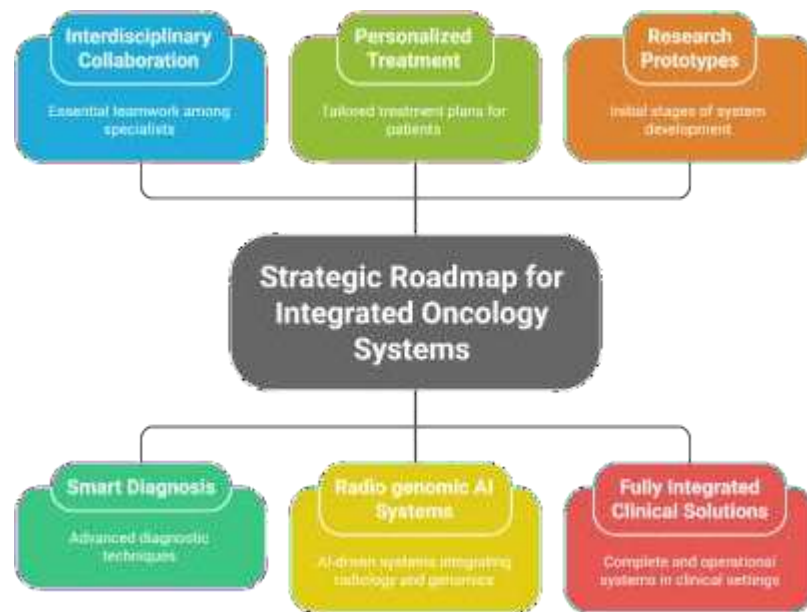 Interdisciplinary
Collaboration
Essential teamwork among
specialists
Personalized
Treatment
Tailored treatment plans for
patients
Research
Prototypes
Initial stages of system
development
Strategic Roadmap for
Integrated Oncology
Systems
Smart Diagnosis
Advanced diagnostic
techniques
Radio genomic AI
Systems
AI-driven systems integrating
radiology and genomics
Fully Integrated
Clinical Solutions
Complete and operational
systems in clinical settings